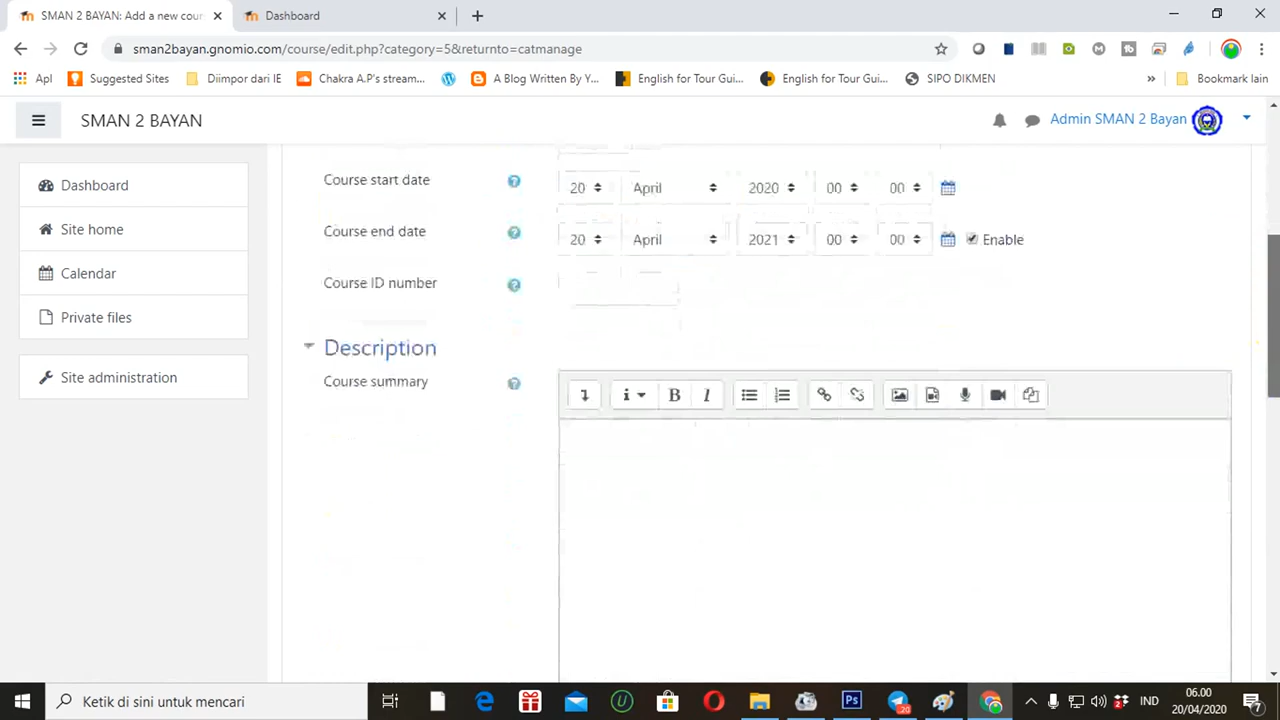 SMAN 2 BAYAN: Add a new cour
Dashboard
sman2bayan.gnomio.com/course/edit.php?category=5&returnto=catmanage
Apl
Suggested Sites
Diimpor dari IE
Chakra A.P's stream...
A Blog Written By Y...
English for Tour Gui...
English for Tour Gui...
SIPO DIKMEN
»
Bookmark lain
SMAN 2 BAYAN
Admin SMAN 2 Bayan
Dashboard
Site home
Calendar
Private files
Site administration
Course start date
20 April 2020 00 00
Course end date
20 April 2021 00 00 Enable
Course ID number
Description
Course summary
Ketik di sini untuk mencari
IND
06.00
20/04/2020